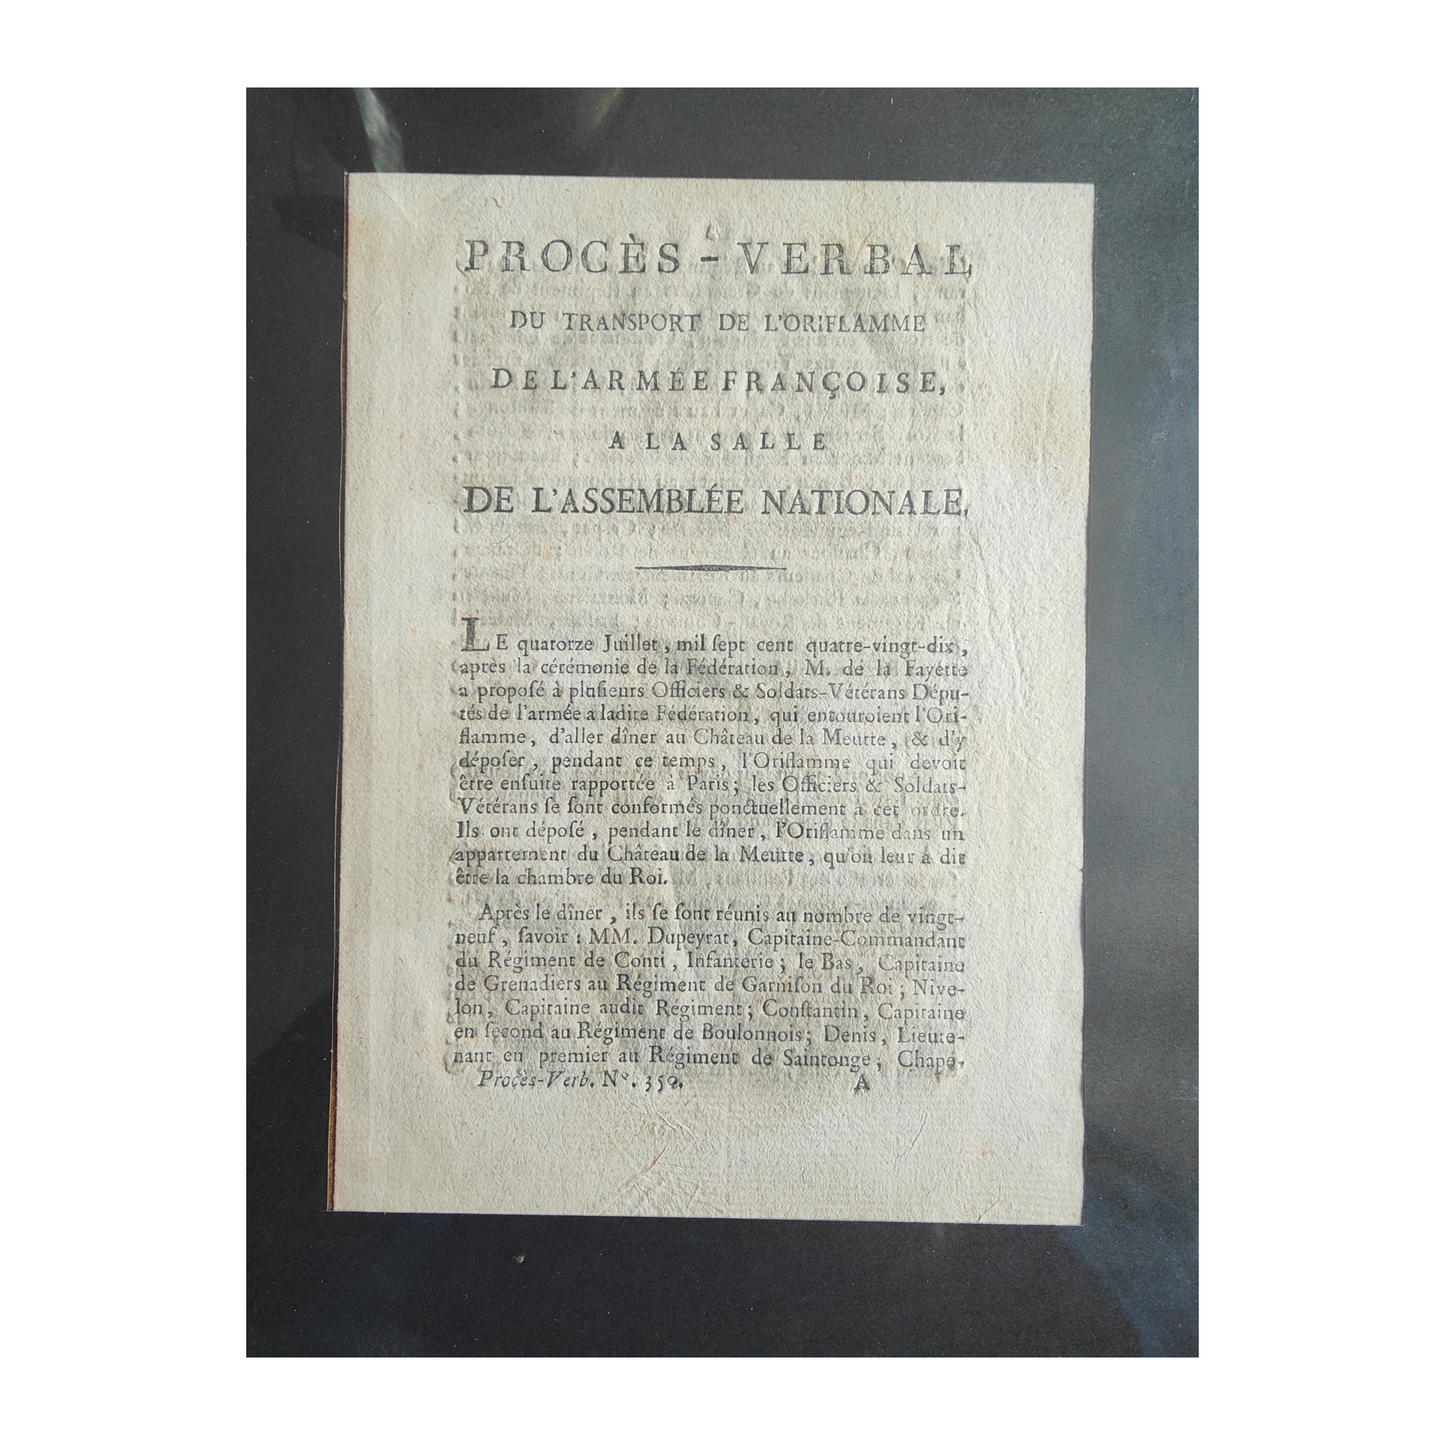 PROCÈS-VERBAL
DU TRANSPORT DE L'ORIFLAMME
DE L'ARMÉE FRANÇOISE,
A LA SALLE
DE L'ASSEMBLÉE NATIONALE.
LE quatorze Juillet, mil ſept cent quatre-vingt-dix,
après la cérémonie de la Fédération, M. de la Fayette
a propoſé à pluſieurs Officiers & Soldats-Vétérans Dépu-
tés de l'armée a ladite Fédération, qui entouroient l'Ori-
flamme, d'aller dîner au Château de la Meutte, & d'y
dépoſer, pendant ce temps, l'Oriflamme qui devoit
être enſuite rapportée à Paris; les Officiers & Soldats-
Vétérans ſe ſont conformés ponctuellement à cet ordre.
Ils ont dépoſé, pendant le dîner, l'Oriflamme dans un
appartement du Château de la Meutte, qu'on leur a dit
être la chambre du Roi.
Après le dîner, ils ſe ſont réunis au nombre de vingt-
neuf, ſavoir : MM. Dupeyrat, Capitaine-Commandant
du Régiment de Conti, Infanterie; le Bas, Capitaine
de Grenadiers au Régiment de Garniſon du Roi; Nive-
lon, Capitaine audit Régiment; Conſtantin, Capitaine
en ſecond au Régiment de Boulonnois; Denis, Lieute-
nant en premier au Régiment de Saintonge; Chape-
Procès-Verb. N°. 350. A